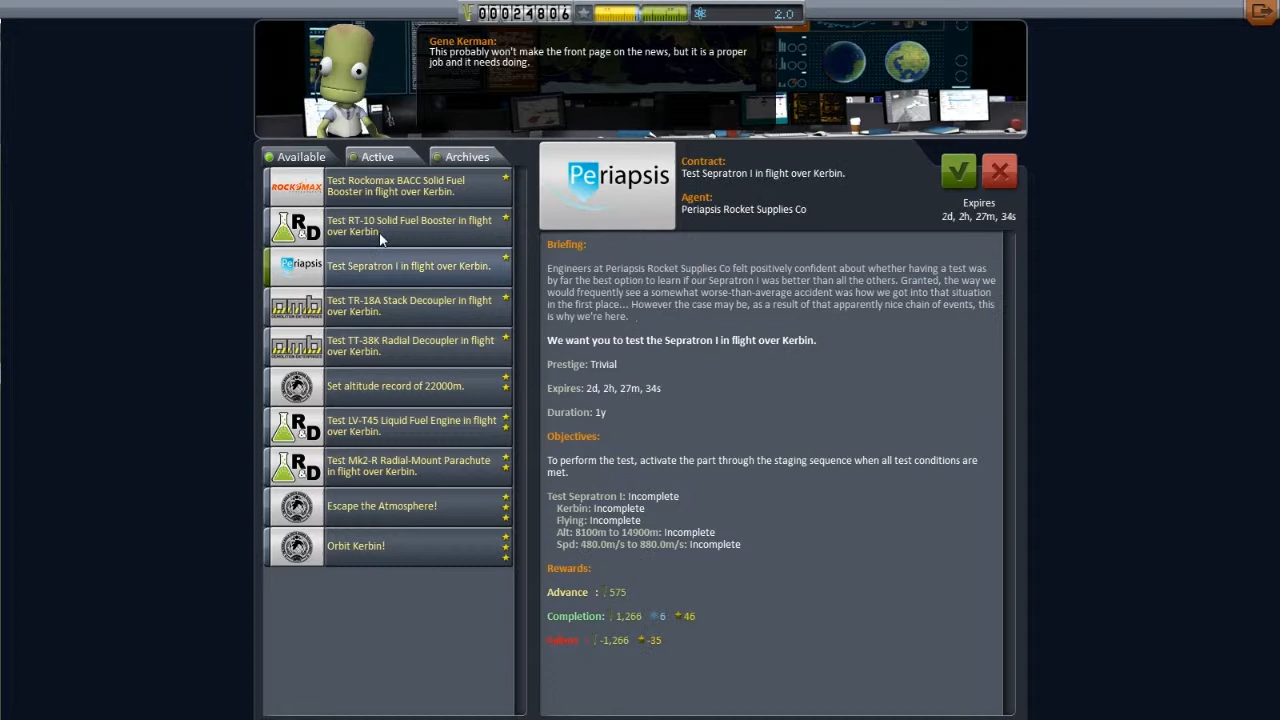 00024806
2.0
Gene Kerman:
This probably won't make the front page on the news, but it is a proper
job and it needs doing.
Available
Active
Archives
ROCKOMAX
Test Rockomax BACC Solid Fuel
Booster in flight over Kerbin.
R&D
Test RT-10 Solid Fuel Booster in flight
over Kerbin.
Periapsis
Test Sepratron I in flight over Kerbin.
Test TR-18A Stack Decoupler in flight
over Kerbin.
Test TT-38K Radial Decoupler in flight
over Kerbin.
Set altitude record of 22000m.
R&D
Test LV-T45 Liquid Fuel Engine in flight
over Kerbin.
R&D
Test Mk2-R Radial-Mount Parachute
in flight over Kerbin.
Escape the Atmosphere!
Orbit Kerbin!
Periapsis
Contract:
Test Sepratron I in flight over Kerbin.
Agent:
Periapsis Rocket Supplies Co
Expires
2d, 2h, 27m, 34s
Briefing:
Engineers at Periapsis Rocket Supplies Co felt positively confident about whether having a test was
by far the best option to learn if our Sepratron I was better than all the others. Granted, the way we
would frequently see a somewhat worse-than-average accident was how we got into that situation
in the first place... However the case may be, as a result of that apparently nice chain of events, this
is why we're here.
We want you to test the Sepratron I in flight over Kerbin.
Prestige: Trivial
Expires: 2d, 2h, 27m, 34s
Duration: 1y
Objectives:
To perform the test, activate the part through the staging sequence when all test conditions are
met.
Test Sepratron I: Incomplete
Kerbin: Incomplete
Flying: Incomplete
Alt: 8100m to 14900m: Incomplete
Spd: 480.0m/s to 880.0m/s: Incomplete
Rewards:
Advance : 575
Completion: 1,266 6 46
-1,266 -35